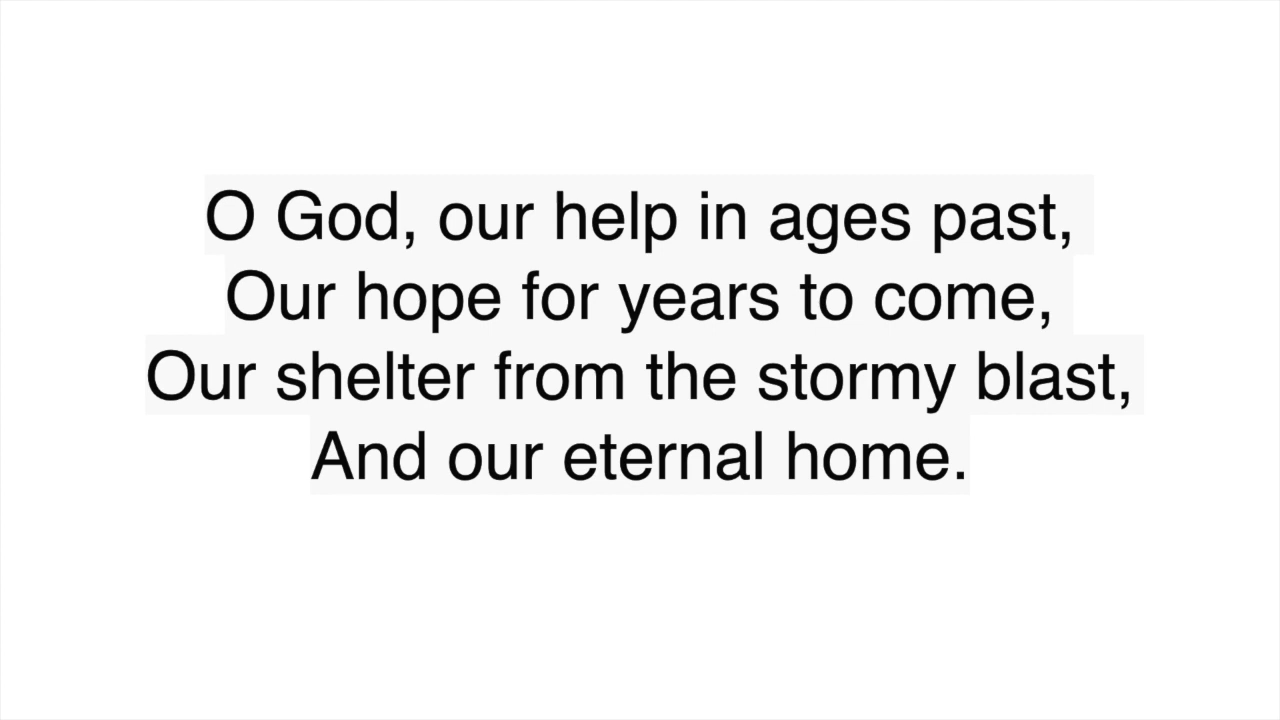 O God, our help in ages past,
Our hope for years to come,
Our shelter from the stormy blast,
And our eternal home.